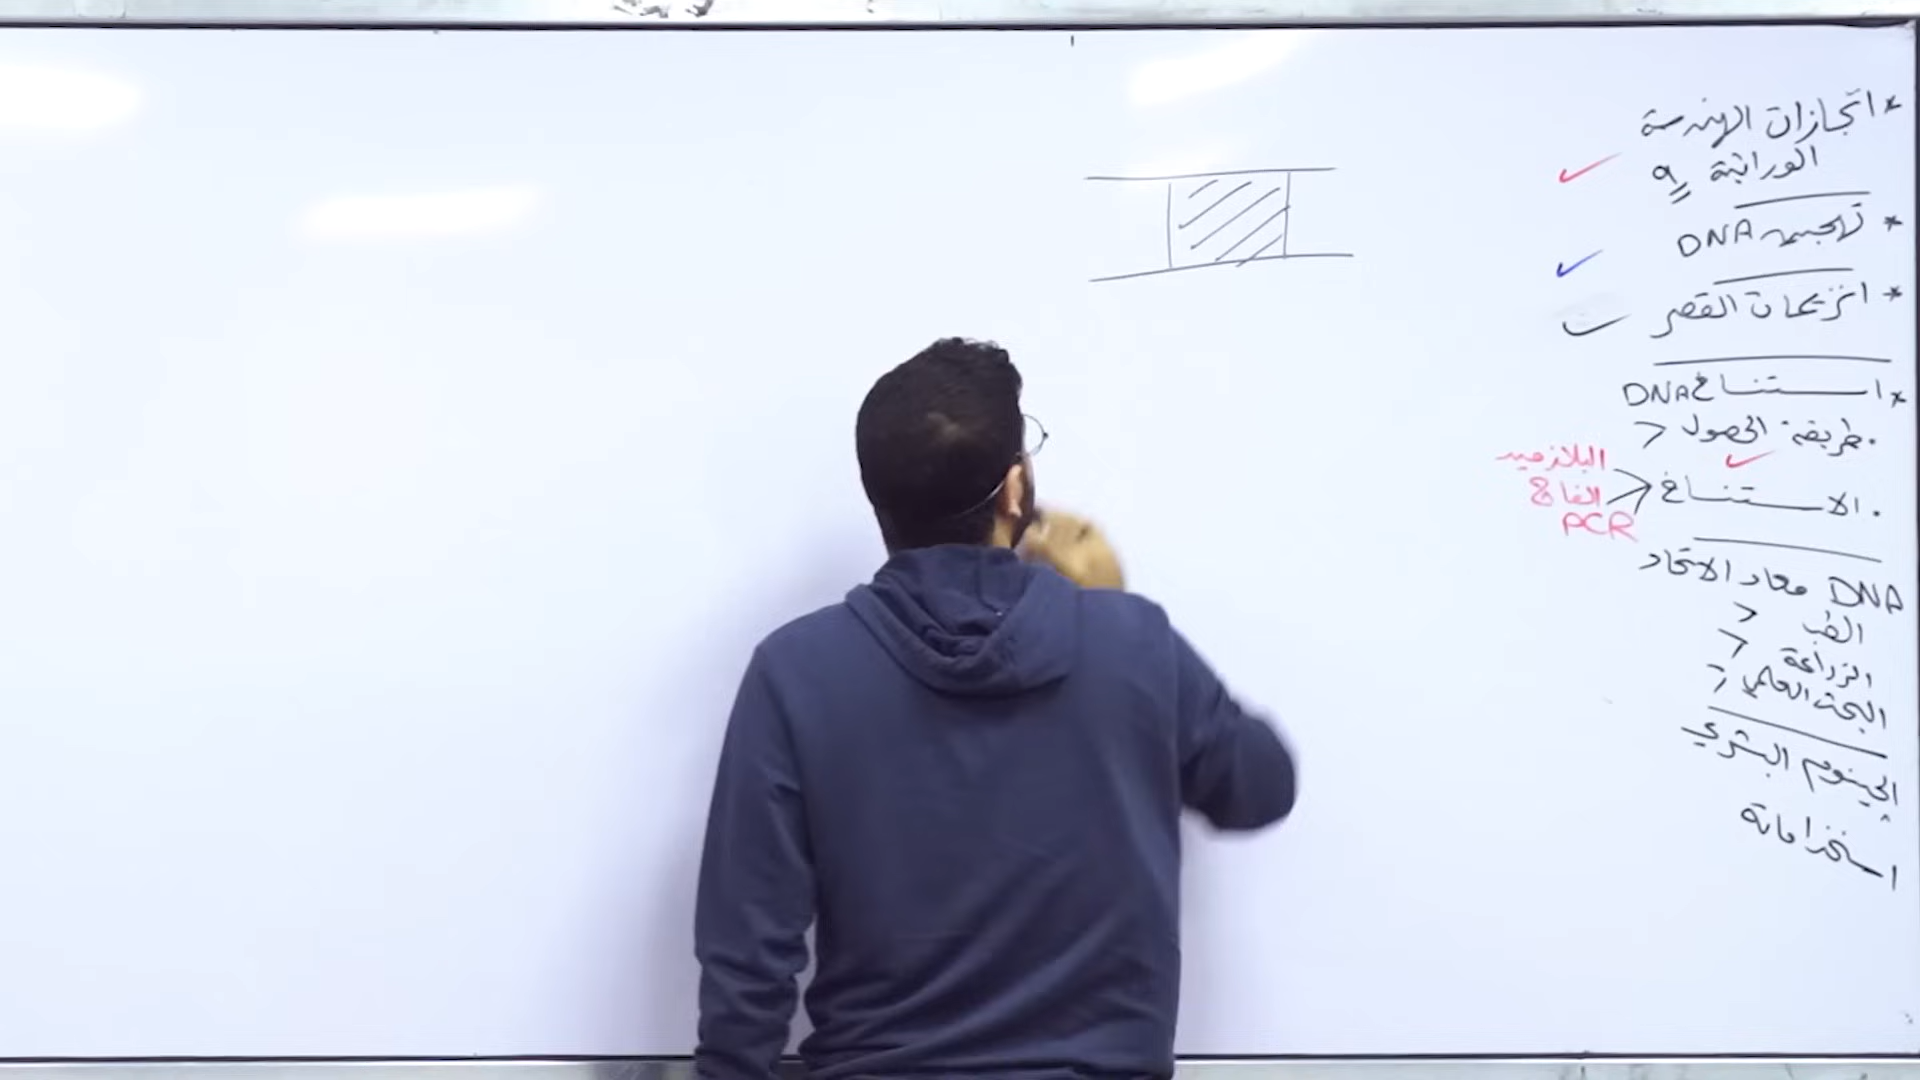 * انجازات الهندسة
الوراثية و
* تهجين DNA
* انزيمات القصر
* استنساخ DNA
. طريقة الحصول <
. الاستنساخ
البلازميد
الفاج
PCR
DNA معاد الاتحاد
الطب <
الزراعة <
البحث العلمي <
الجينوم البشري
استخداماته